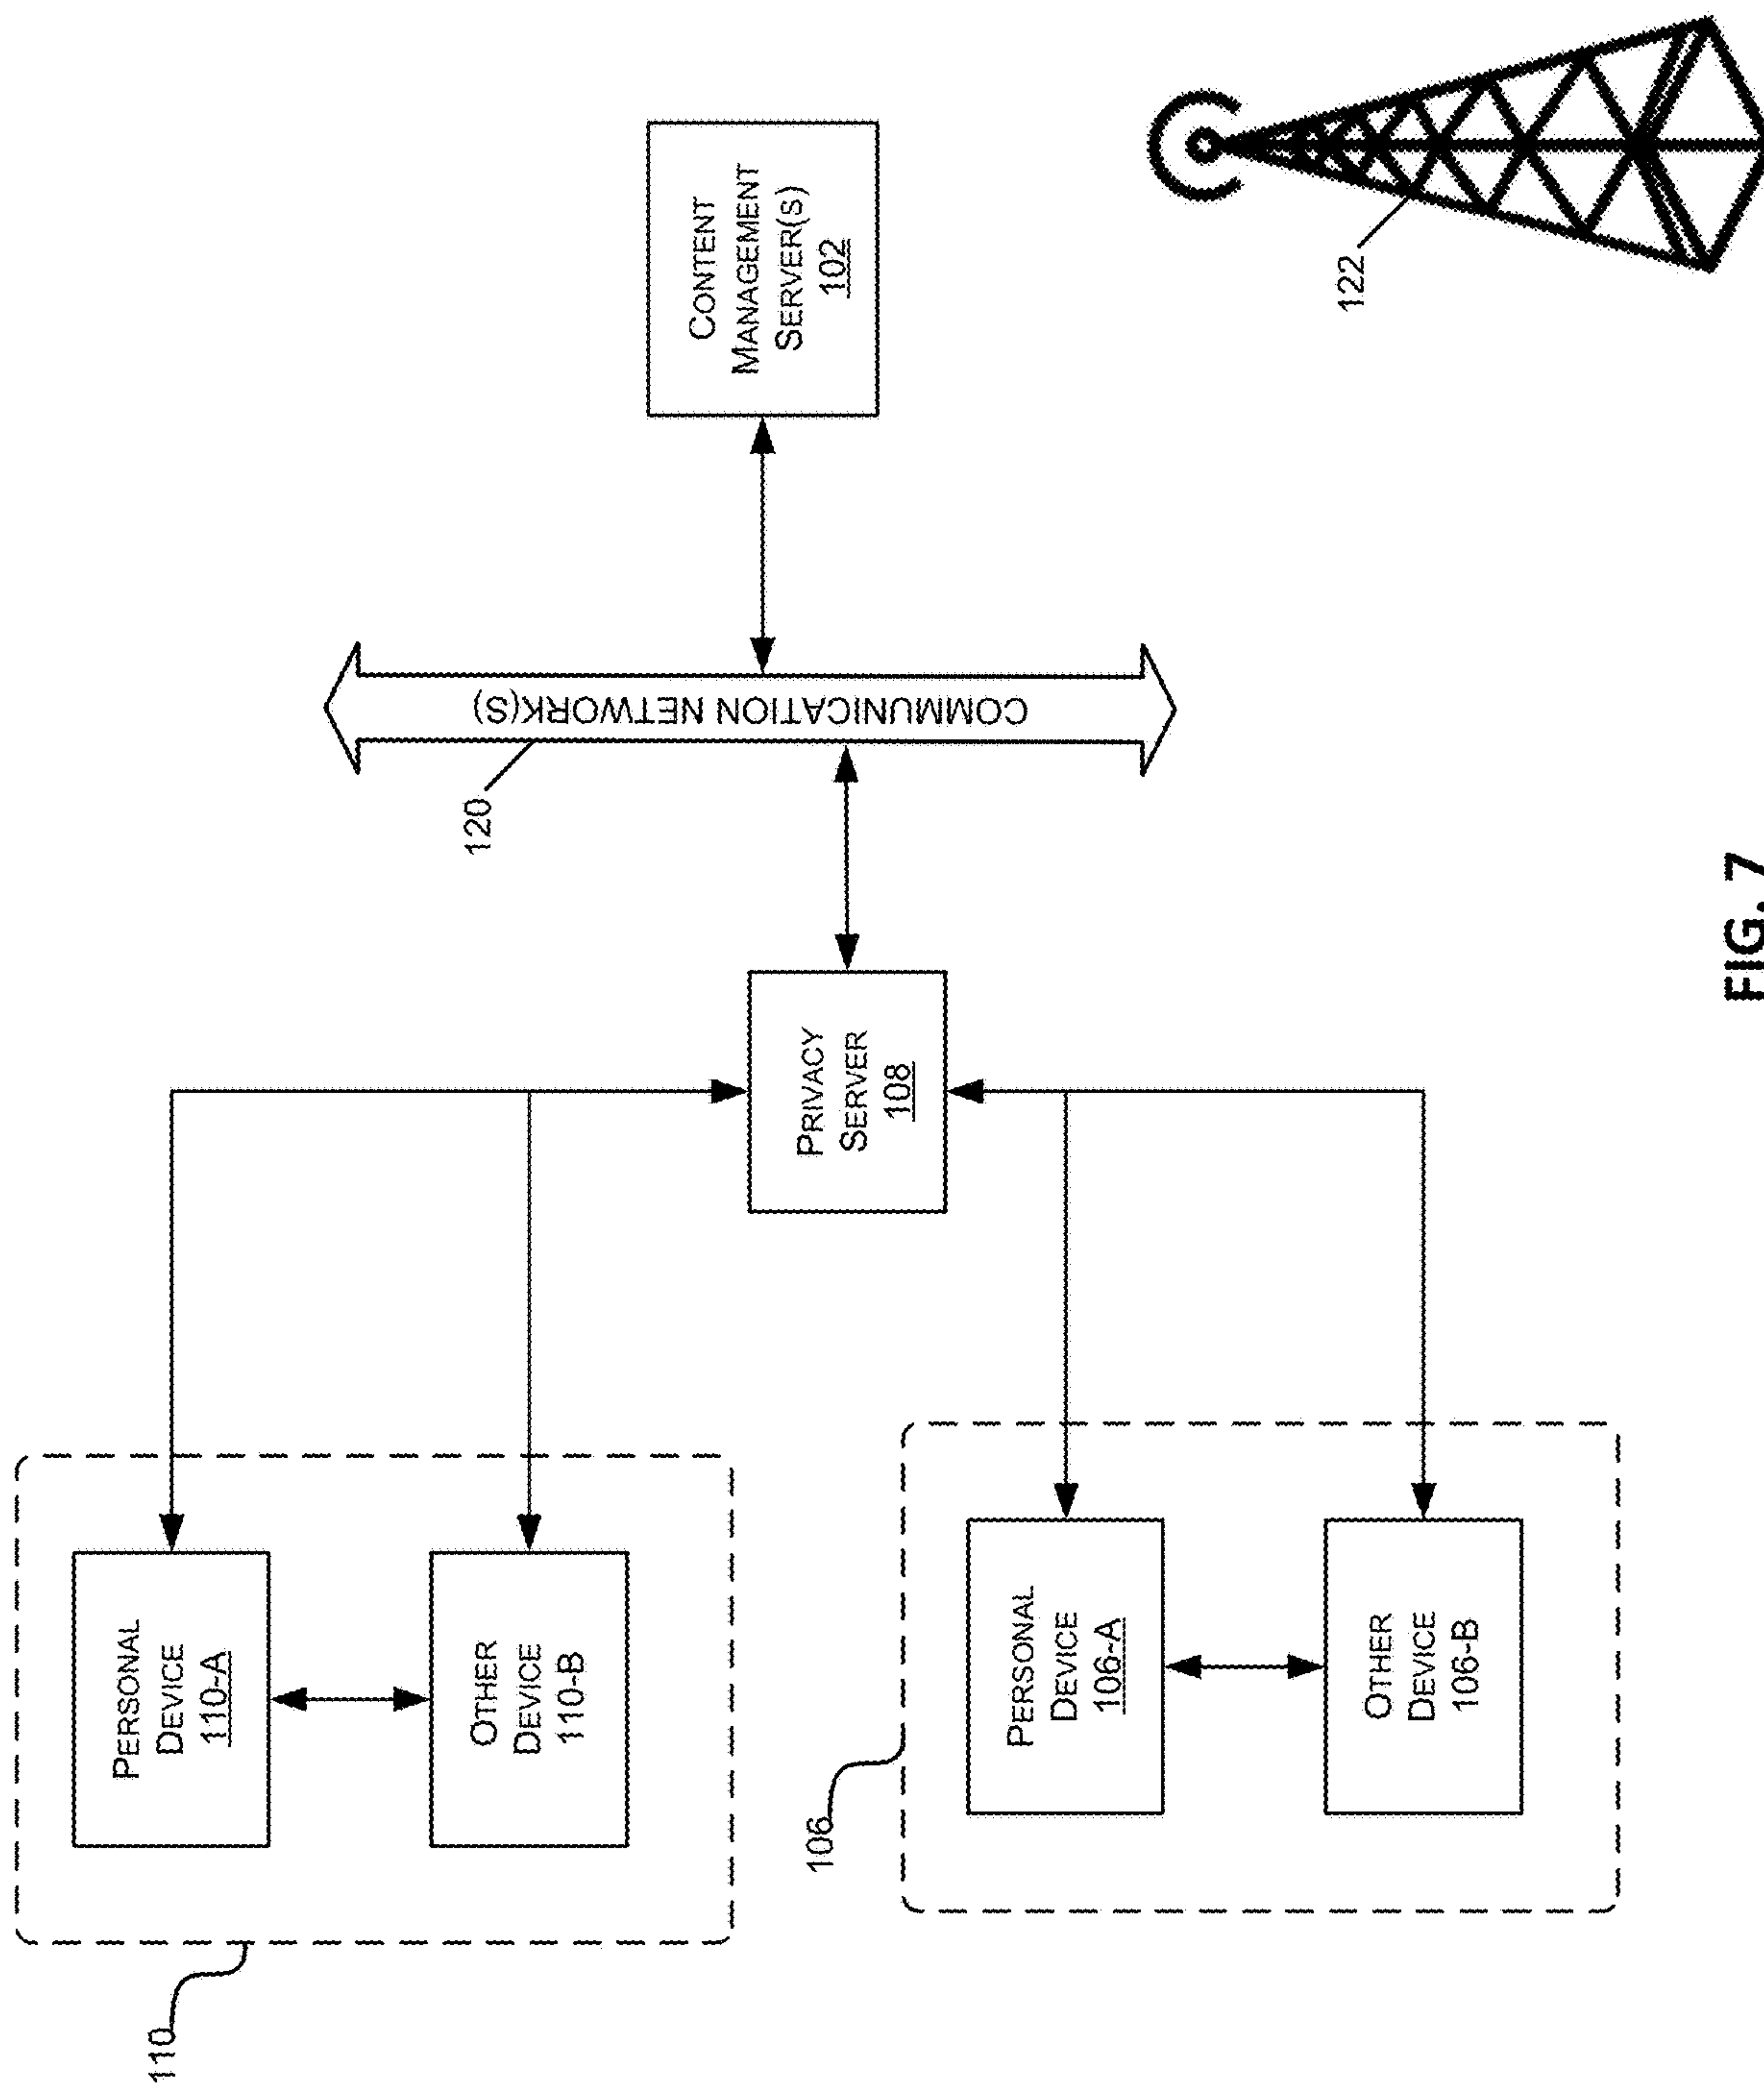 110
PERSONAL
DEVICE
110-A
OTHER
DEVICE
110-B
106
PERSONAL
DEVICE
106-A
OTHER
DEVICE
106-B
PRIVACY
SERVER
108
120
COMMUNICATION NETWORK(S)
CONTENT
MANAGEMENT
SERVER(S)
102
122
FIG. 7